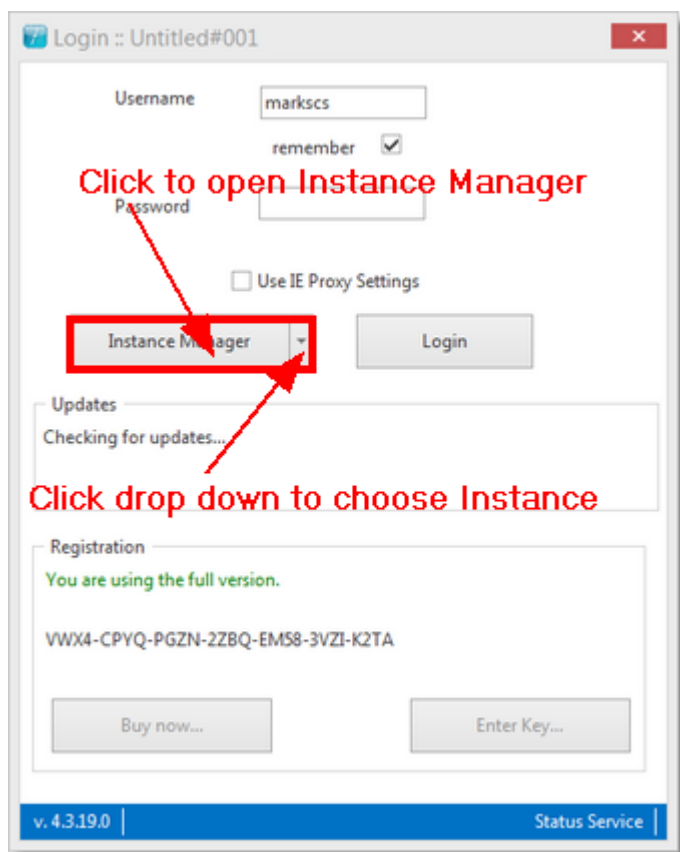 Login :: Untitled#001
Username
markscs
remember
Click to open Instance Manager
Password
Use IE Proxy Settings
Instance Manager
Login
Updates
Checking for updates...
Click drop down to choose Instance
Registration
You are using the full version.
VWX4-CPYQ-PGZN-2ZBQ-EM58-3VZI-K2TA
Buy now...
Enter Key...
v. 4.3.19.0
Status Service